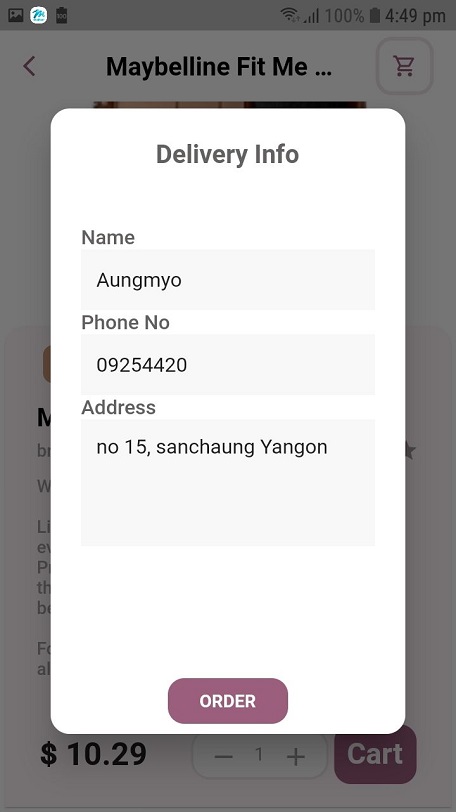 100% 4:49 pm
Maybelline Fit Me ...
Delivery Info
Name
Aungmyo
Phone No
09254420
Address
no 15, sanchaung Yangon
ORDER
$ 10.29
1
Cart